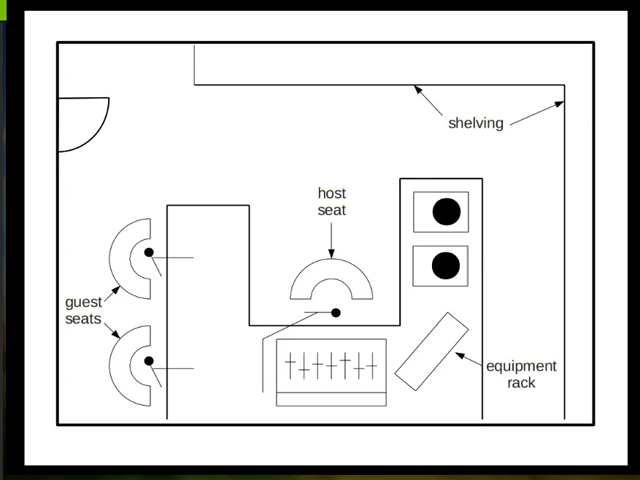 shelving
host
seat
guest
seats
equipment
rack